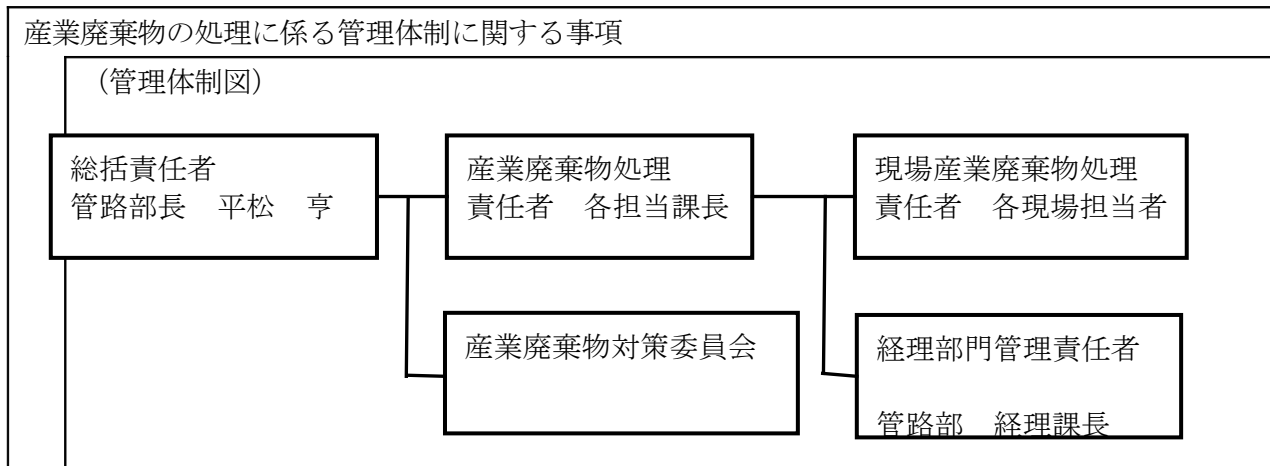 産業廃棄物の処理に係る管理体制に関する事項
（管理体制図）
総括責任者
管路部長　平松　亨
産業廃棄物処理
責任者　各担当課長
現場産業廃棄物処理
責任者　各現場担当者
産業廃棄物対策委員会
経理部門管理責任者
管路部　経理課長